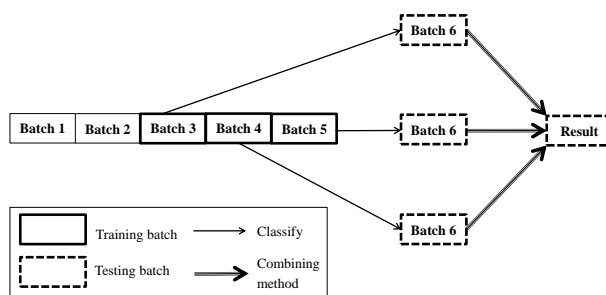 Batch 6
Batch 1 Batch 2 Batch 3 Batch 4 Batch 5 Batch 6 Result
Batch 6
Training batch Classify
Testing batch Combining
method